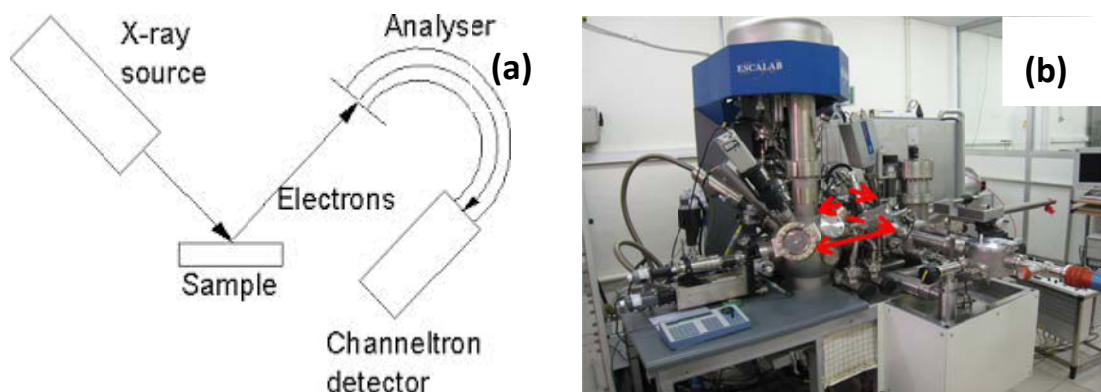 X-ray
source
Analyser
(a)
Electrons
Sample
Channeltron
detector
ESCALAB
(b)